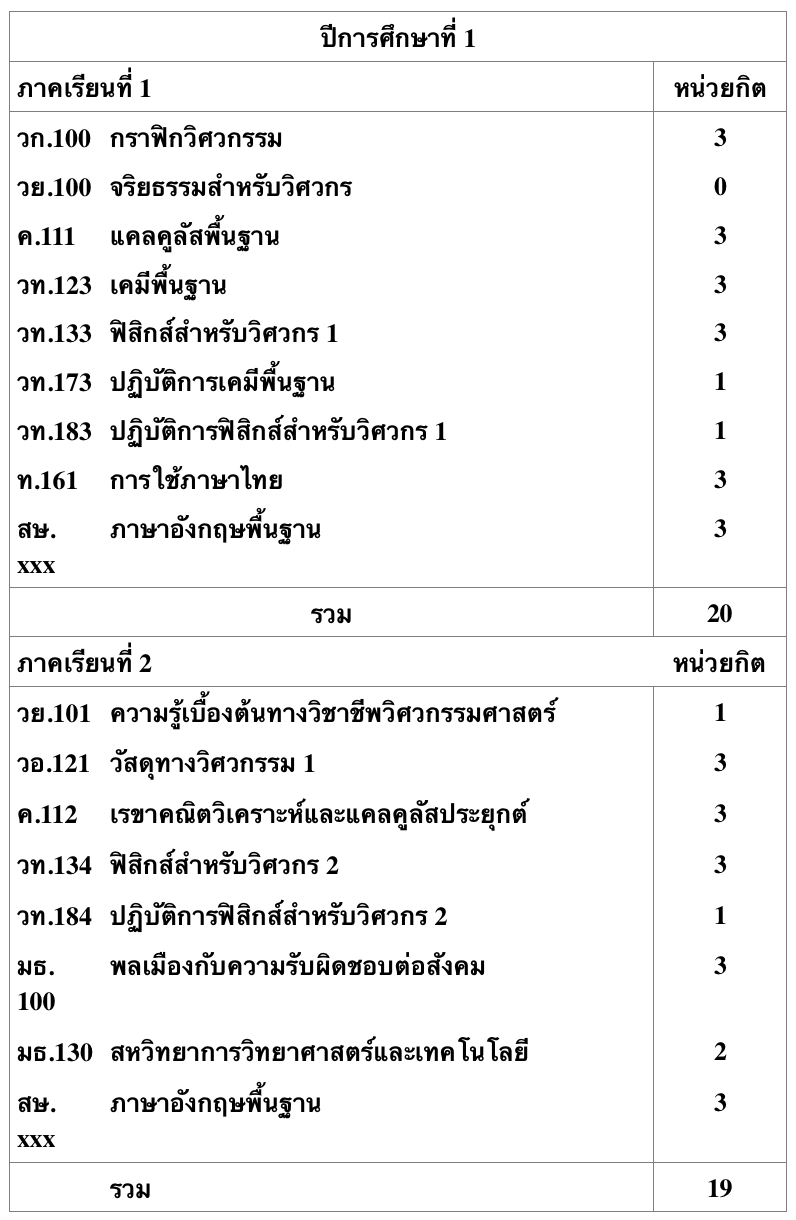 ปีการศึกษาที่ 1
ภาคเรียนที่ 1 หน่วยกิต
วก.100 กราฟิกวิศวกรรม 3
วย.100 จริยธรรมสำหรับวิศวกร 0
ค.111 แคลคูลัสพื้นฐาน 3
วท.123 เคมีพื้นฐาน 3
วท.133 ฟิสิกส์สำหรับวิศวกร 1 3
วท.173 ปฏิบัติการเคมีพื้นฐาน 1
วท.183 ปฏิบัติการฟิสิกส์สำหรับวิศวกร 1 1
ท.161 การใช้ภาษาไทย 3
สษ. ภาษาอังกฤษพื้นฐาน 3
xxx
รวม 20
ภาคเรียนที่ 2 หน่วยกิต
วย.101 ความรู้เบื้องต้นทางวิชาชีพวิศวกรรมศาสตร์ 1
วอ.121 วัสดุทางวิศวกรรม 1 3
ค.112 เรขาคณิตวิเคราะห์และแคลคูลัสประยุกต์ 3
วท.134 ฟิสิกส์สำหรับวิศวกร 2 3
วท.184 ปฏิบัติการฟิสิกส์สำหรับวิศวกร 2 1
มธ. พลเมืองกับความรับผิดชอบต่อสังคม 3
100
มธ.130 สหวิทยาการวิทยาศาสตร์และเทคโนโลยี 2
สษ. ภาษาอังกฤษพื้นฐาน 3
xxx
รวม 19